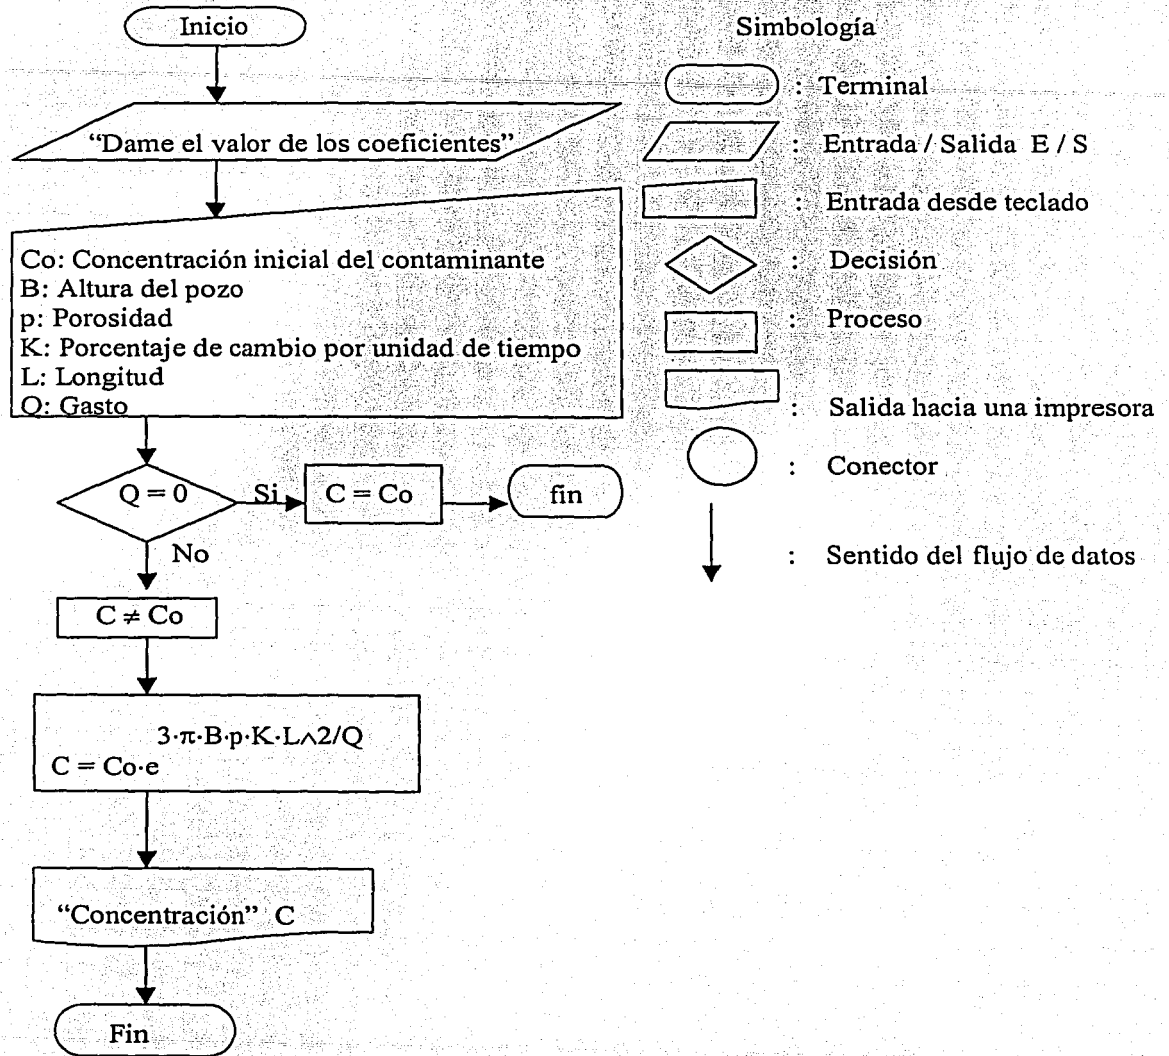 Inicio
“Dame el valor de los coeficientes”
Co: Concentración inicial del contaminante
B: Altura del pozo
p: Porosidad
K: Porcentaje de cambio por unidad de tiempo
L: Longitud
Q: Gasto
Q = 0
Si
C = Co
fin
No
C ≠ Co
3·π·B·p·K·L∧2/Q
C = Co·e
“Concentración” C
Fin
Simbología
: Terminal
: Entrada / Salida E / S
: Entrada desde teclado
: Decisión
: Proceso
: Salida hacia una impresora
: Conector
: Sentido del flujo de datos